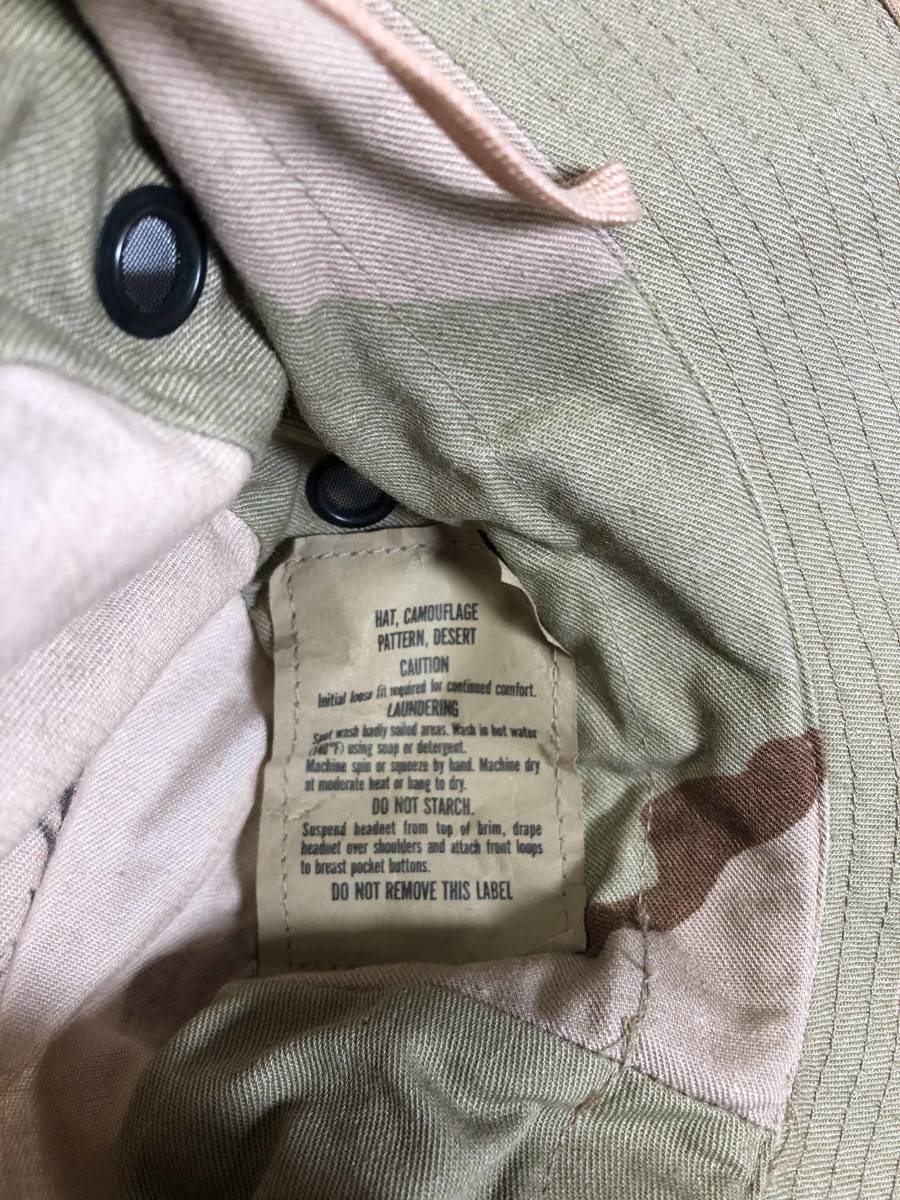 HAT, CAMOUFLAGE
PATTERN, DESERT
CAUTION
Initial loose fit required for continued comfort.
LAUNDERING
Spot wash badly soiled areas. Wash in hot water
(140°F) using soap or detergent.
Machine spin or squeeze by hand. Machine dry
at moderate heat or hang to dry.
DO NOT STARCH.
Suspend headnet from top of brim, drape
headnet over shoulders and attach front loops
to breast pocket buttons.
DO NOT REMOVE THIS LABEL